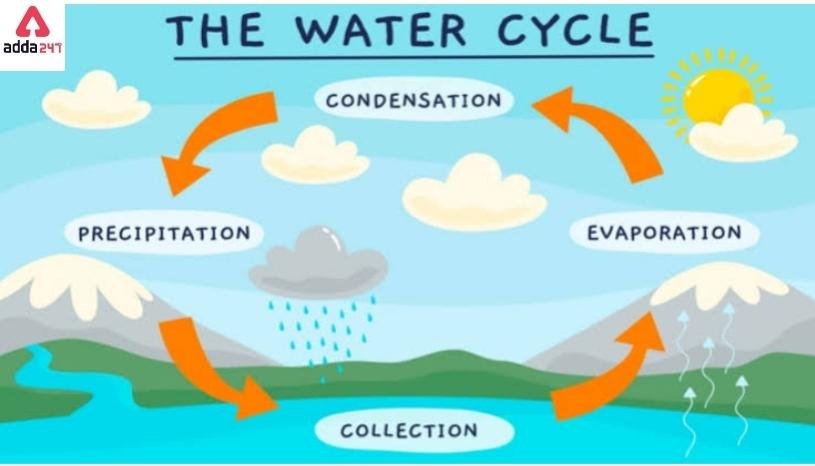 adda247
THE WATER CYCLE
CONDENSATION
PRECIPITATION
EVAPORATION
COLLECTION